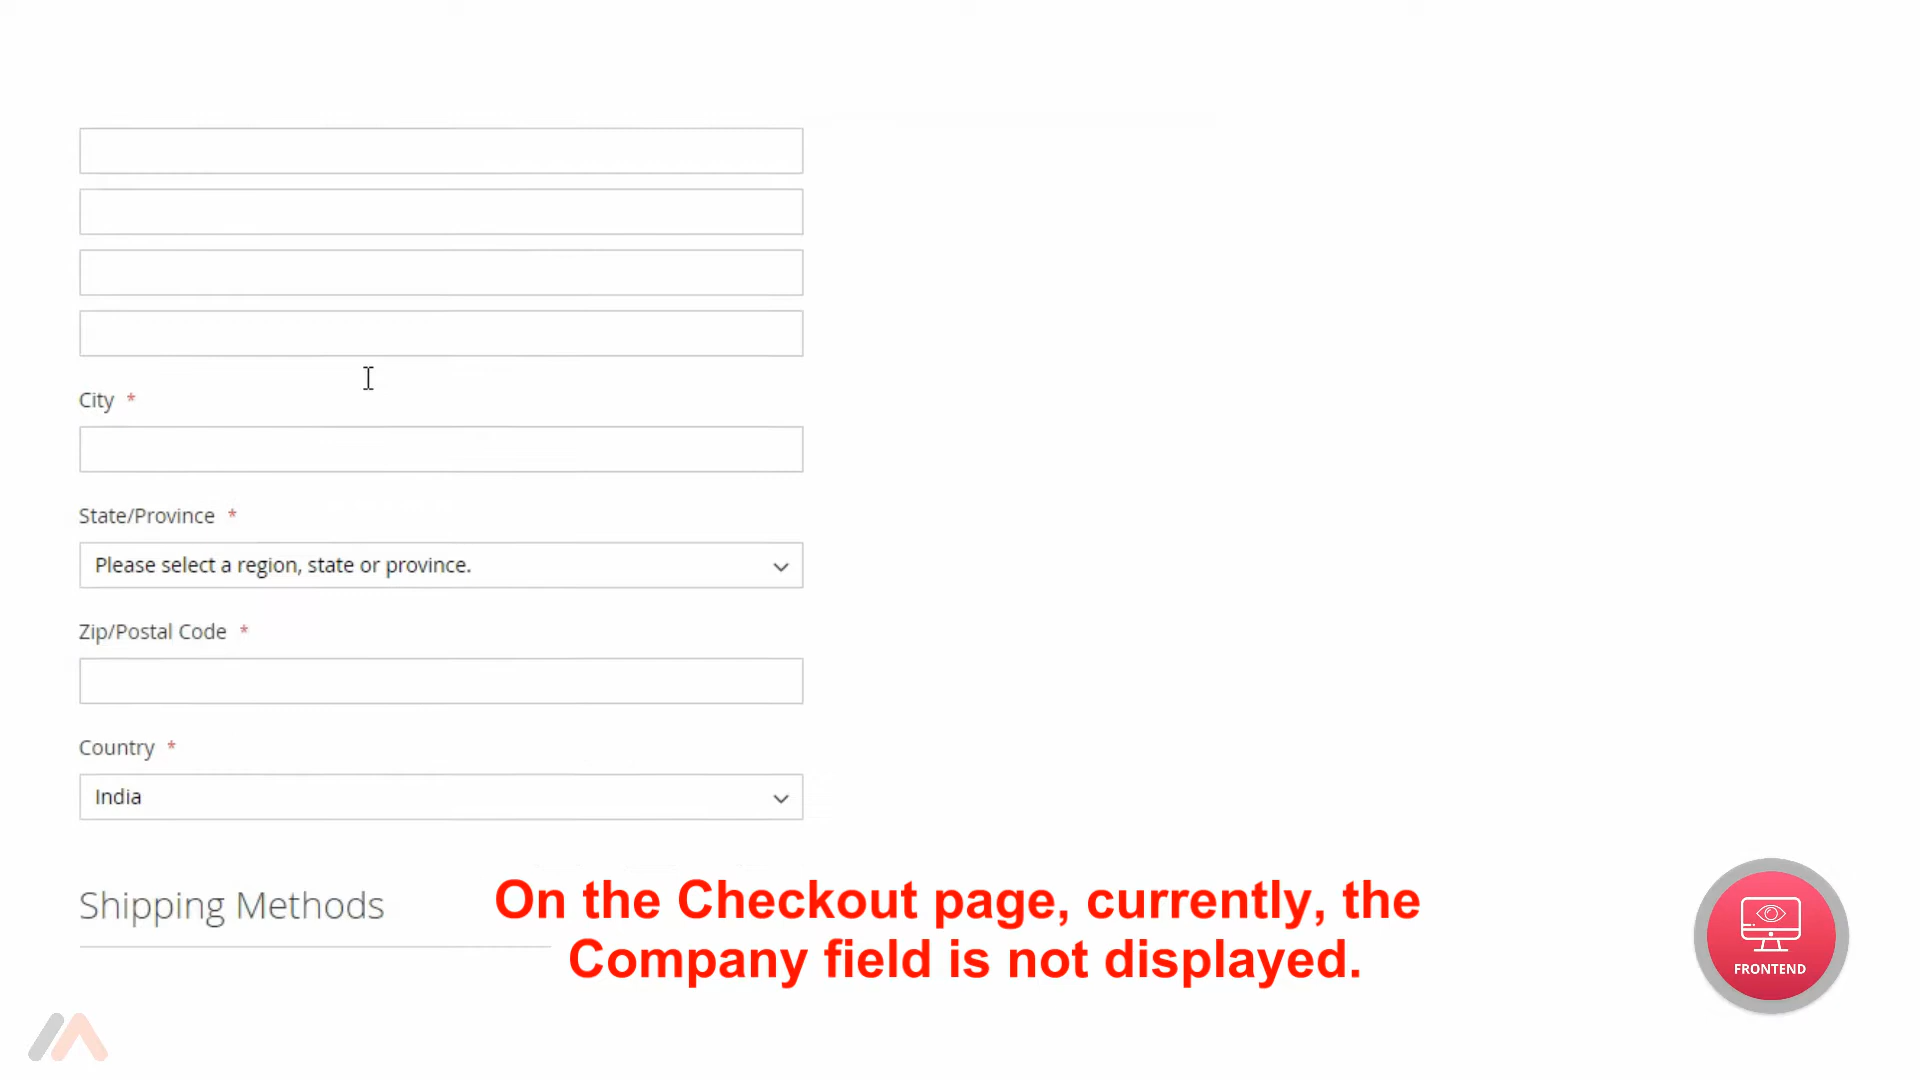 City *
State/Province *
Please select a region, state or province.
Zip/Postal Code *
Country *
India
Shipping Methods
On the Checkout page, currently, the
Company field is not displayed.
FRONTEND